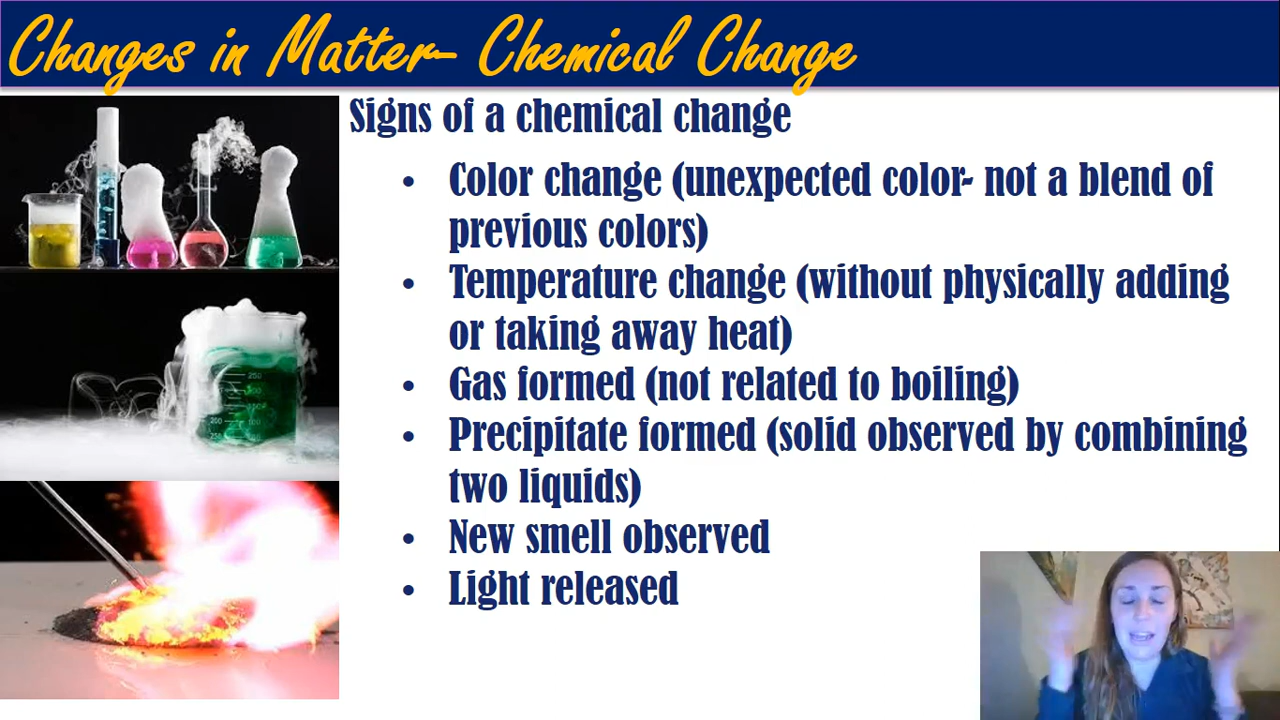 Changes in Matter- Chemical Change
Signs of a chemical change
• Color change (unexpected color- not a blend of
previous colors)
• Temperature change (without physically adding
or taking away heat)
• Gas formed (not related to boiling)
• Precipitate formed (solid observed by combining
two liquids)
• New smell observed
• Light released
250
200